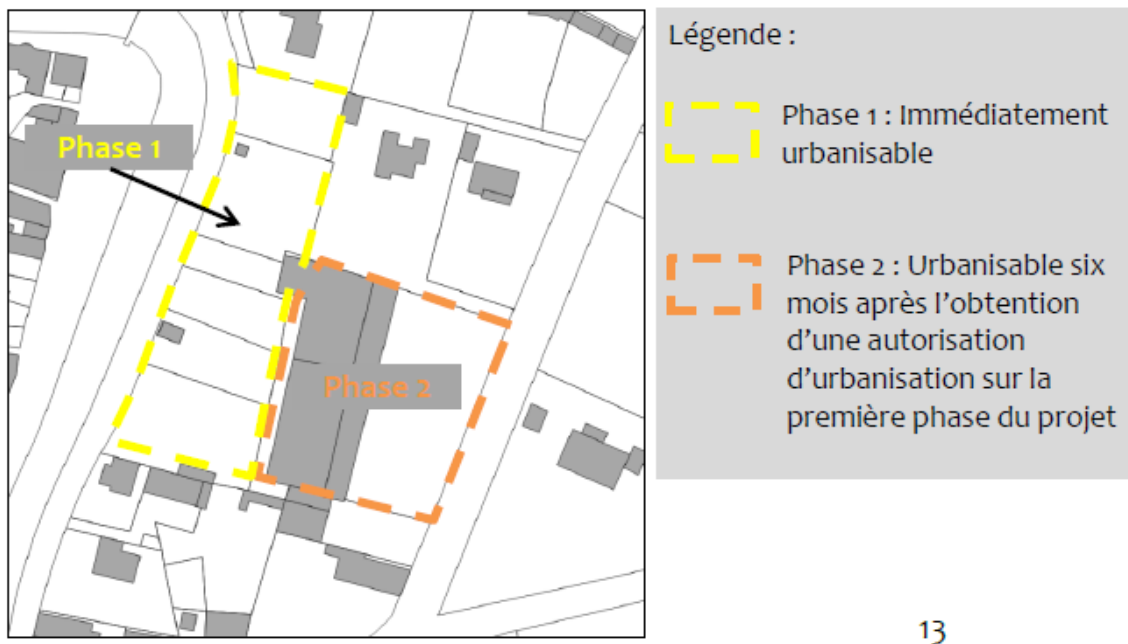 Phase 1
Phase 2
Légende :
Phase 1 : Immédiatement
urbanisable
Phase 2 : Urbanisable six
mois après l’obtention
d’une autorisation
d’urbanisation sur la
première phase du projet
13